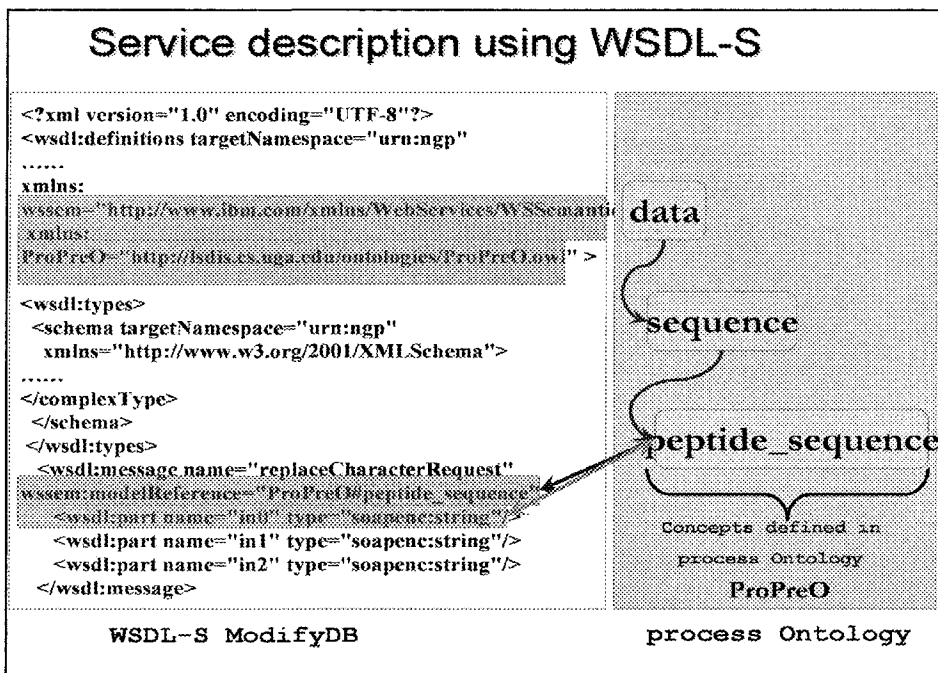 Service description using WSDL-S
<?xml version="1.0" encoding="UTF-8"?>
<wsdl:definitions targetNamespace="urn:ngp"
......
xmlns:
wssem="http://www.ibm.com/xmlns/WebServices/WSSemantic
xmlns:
ProPreO="http://lsdis.cs.uga.edu/ontologies/ProPreO.owl" >
<wsdl:types>
<schema targetNamespace="urn:ngp"
xmlns="http://www.w3.org/2001/XMLSchema">
......
</complexType>
</schema>
</wsdl:types>
<wsdl:message name="replaceCharacterRequest"
wssem:modelReference="ProPreO#peptide_sequence"
<wsdl:part name="in0" type="soapenc:string"/>
<wsdl:part name="in1" type="soapenc:string"/>
<wsdl:part name="in2" type="soapenc:string"/>
</wsdl:message>
WSDL-S ModifyDB
data
sequence
peptide_sequence
Concepts defined in
process Ontology
ProPreO
process Ontology